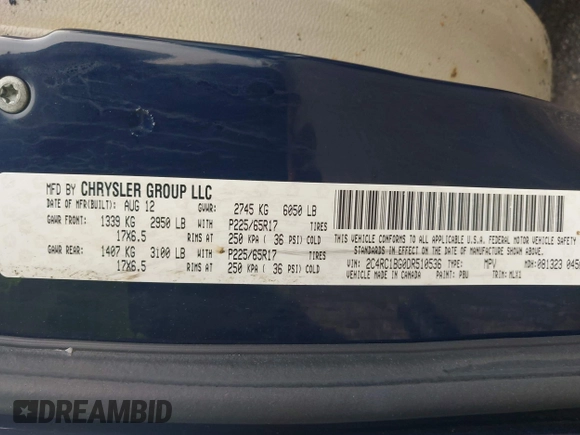 MFD BY CHRYSLER GROUP LLC
DATE OF MFR(BUILT): AUG 12 GVWR: 2745 KG 6050 LB
GAWR FRONT: 1339 KG 2950 LB WITH P225/65R17 TIRES
17X6.5 RIMS AT 250 KPA ( 36 PSI) COLD
GAWR REAR: 1407 KG 3100 LB WITH P225/65R17 TIRES
17X6.5 RIMS AT 250 KPA ( 36 PSI) COLD
THIS VEHICLE CONFORMS TO ALL APPLICABLE U.S.A. FEDERAL MOTOR VEHICLE SAFETY
STANDARDS IN EFFECT ON THE DATE OF MANUFACTURE SHOWN ABOVE.
VIN: 2C4RC1BG0DR510536 TYPE: MPV MDH: 081323 045
VEHICLE MADE IN CANADA PAINT: PBU TRIM: MLX1
DREAMBID